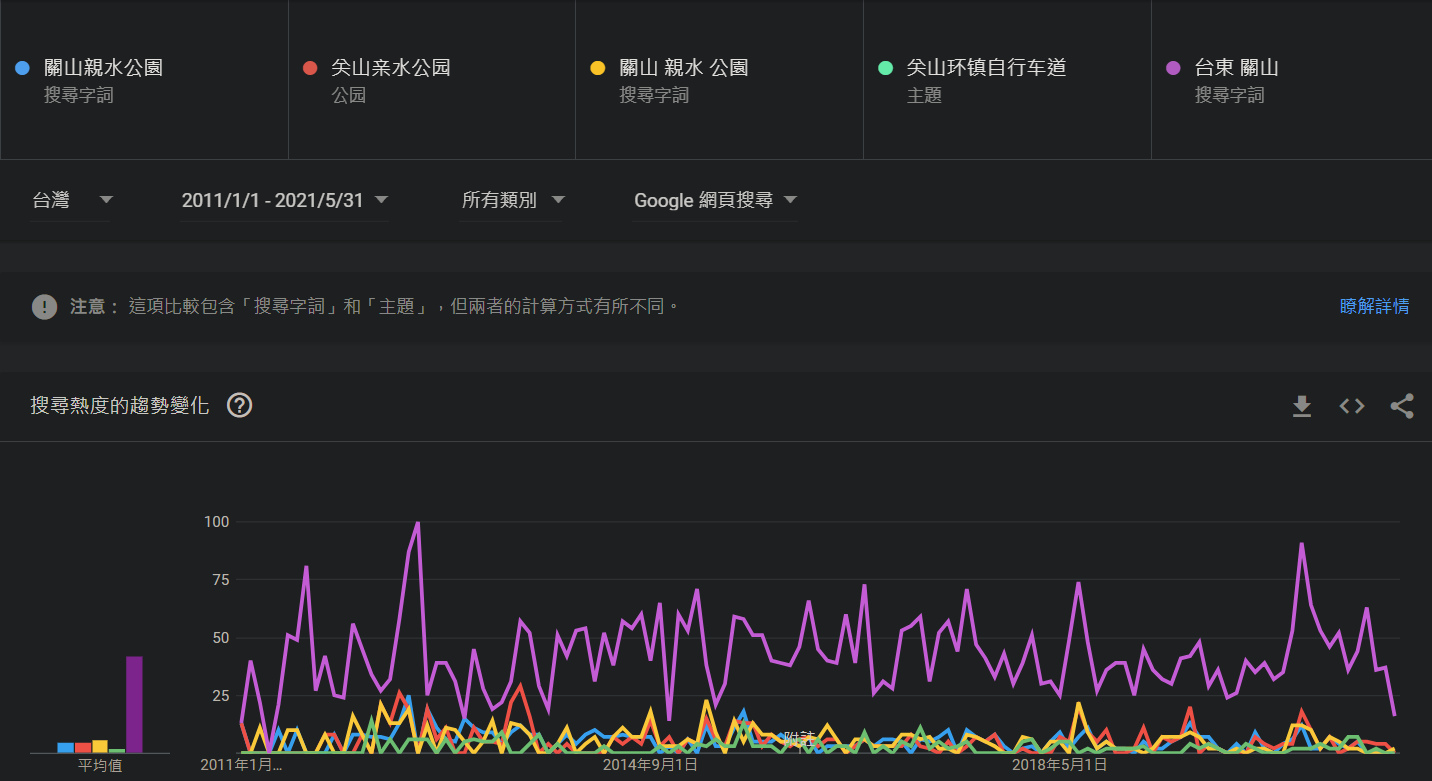 關山親水公園
搜尋字詞
关山亲水公园
公园
關山 親水 公園
搜尋字詞
关山环镇自行车道
主題
台東 關山
搜尋字詞
台灣
2011/1/1 - 2021/5/31
所有類別
Google 網頁搜尋
注意： 這項比較包含「搜尋字詞」和「主題」，但兩者的計算方式有所不同。
瞭解詳情
搜尋熱度的趨勢變化
100
75
50
25
附註
平均值
2011年1月…
2014年9月1日
2018年5月1日